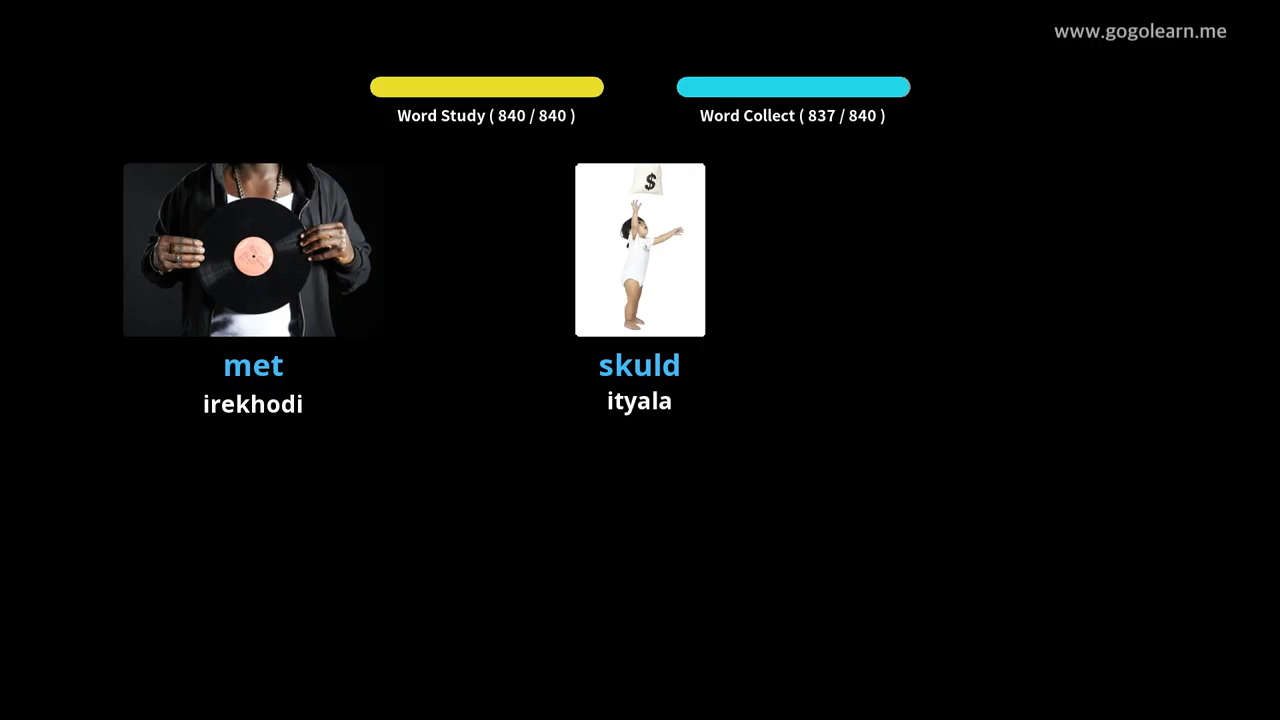 www.gogolearn.me
Word Study ( 840 / 840 )
Word Collect ( 837 / 840 )
$
met
irekhodi
skuld
ityala